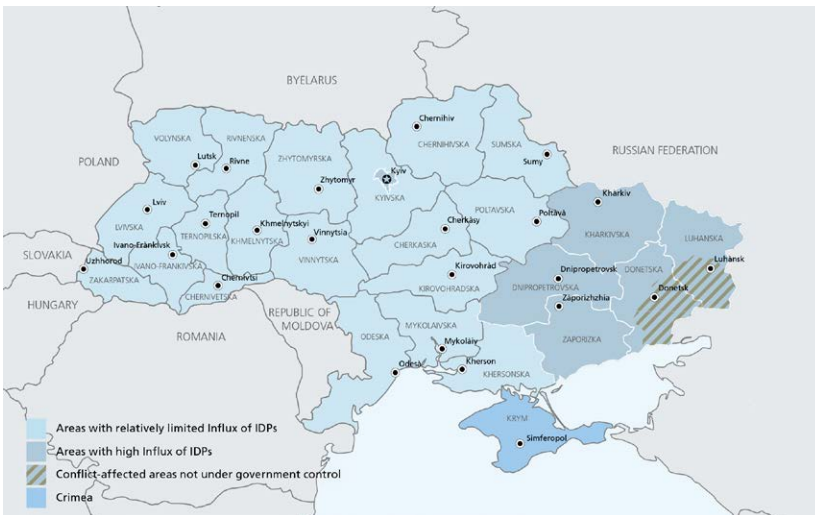 BYELARUS
Chernihiv
VOLYNSKA
RIVNENSKA
CHERNIHIVSKA
SUMSKA
RUSSIAN FEDERATION
ZHYTOMYRSKA
Lutsk
Rivne
Sumy
POLAND
Kyiv
Zhytomyr
KYIVSKA
Kharkiv
Lviv
POLTAVSKA
Ternopil
Khmelnytskyi
Cherkasy
Poltava
LVIVSKA
Vinnytsia
KHARKIVSKA
LUHANSKA
TERNOPILSKA
KHMELNYTSKA
Ivano-Frankivsk
CHERKASKA
SLOVAKIA
VINNYTSKA
Uzhhorod
IVANO-FRANKIVSKA
Kirovohrad
Dnipropetrovsk
DONETSKA
Luhansk
ZAKARPATSKA
Chernivtsi
KIROVOHRADSKA
DNIPROPETROVSKA
Donetsk
CHERNIVETSKA
Zaporizhzhia
HUNGARY
REPUBLIC OF
MOLDOVA
MYKOLAIVSKA
ROMANIA
ODESKA
ZAPORIZKA
Mykolaiv
Odesa
Kherson
KHERSONSKA
KRYM
Simferopol
Areas with relatively limited Influx of IDPs
Areas with high Influx of IDPs
Conflict-affected areas not under government control
Crimea